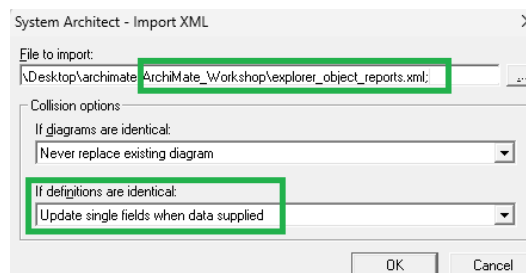 System Architect - Import XML
File to import:
\Desktop\archimate\ArchiMate_Workshop\explorer_object_reports.xml;
...
Collision options
If diagrams are identical:
Never replace existing diagram
If definitions are identical:
Update single fields when data supplied
OK Cancel